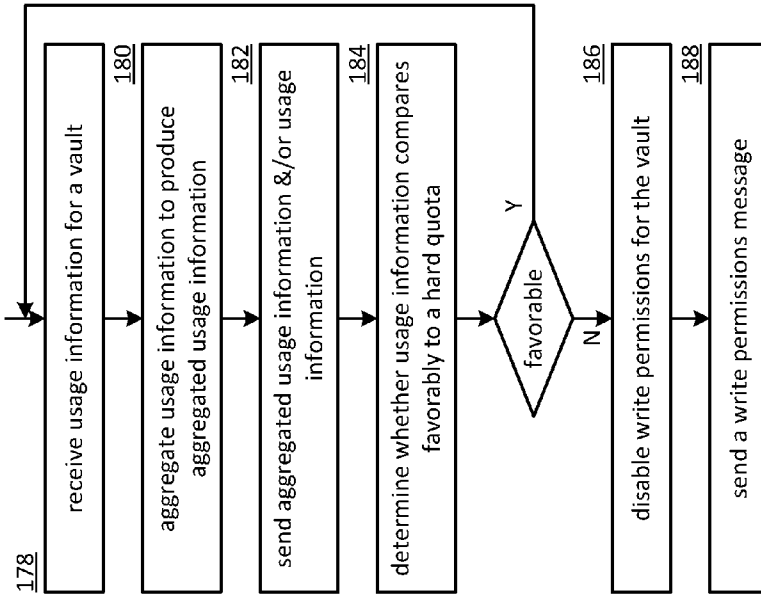 178
receive usage information for a vault
180
aggregate usage information to produce
aggregated usage information
182
send aggregated usage information &/or usage
information
184
determine whether usage information compares
favorably to a hard quota
favorable
Y
N
186
disable write permissions for the vault
188
send a write permissions message